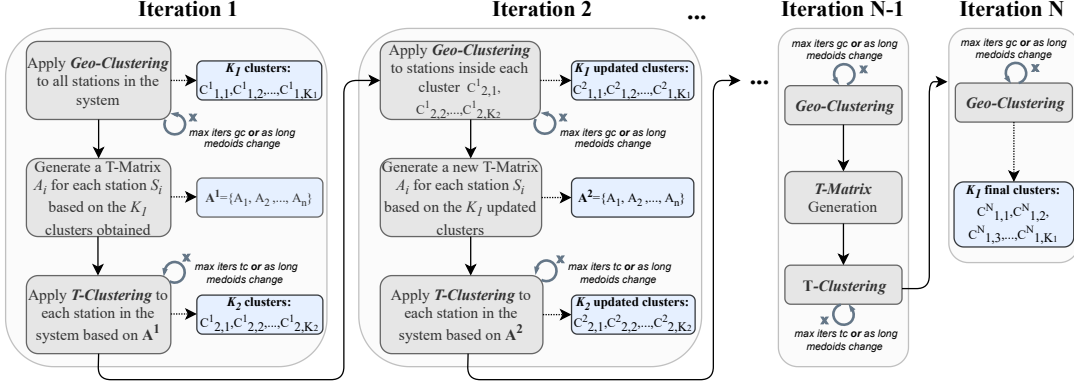 Iteration 1
Apply Geo-Clustering
to all stations in the
system
K1 clusters:
C¹1,1,C¹1,2,...,C¹1,K1
x
max iters gc or as long
medoids change
Generate a T-Matrix
Ai for each station Si
based on the K1
clusters obtained
A¹={A1, A2 ,..., An}
x
max iters tc or as long
medoids change
Apply T-Clustering to
each station in the
system based on A¹
K2 clusters:
C¹2,1,C¹2,2,...,C¹2,K2
Iteration 2
Apply Geo-Clustering
to stations inside each
cluster C¹2,1,
C¹2,2,...,C¹2,K2
K1 updated clusters:
C²1,1,C²1,2,...,C²1,K1
x
max iters gc or as long
medoids change
Generate a new T-Matrix
Ai for each station Si
based on the K1 updated
clusters
A²={A1, A2 ,..., An}
x
max iters tc or as long
medoids change
Apply T-Clustering to
each station in the
system based on A²
K2 updated clusters:
C²2,1,C²2,2,...,C²2,K2
...
...
Iteration N-1
max iters gc or as long
medoids change
x
Geo-Clustering
T-Matrix
Generation
T-Clustering
x
max iters tc or as long
medoids change
Iteration N
max iters gc or as long
medoids change
x
Geo-Clustering
K1 final clusters:
Cᴺ1,1,Cᴺ1,2,
Cᴺ1,3,...,Cᴺ1,K1